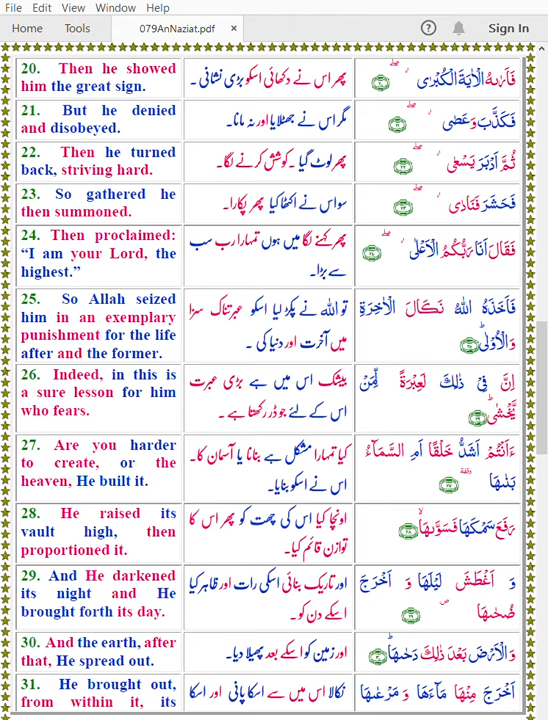 File Edit View Window Help
Home Tools 079AnNaziat.pdf × ? Sign In
20. Then he showed
him the great sign.
پھر اس نے دکھائی اسکو بڑی نشانی۔
فَاَرٰىهُ الْاٰيَةَ الْكُبْرٰى
21. But he denied
and disobeyed.
مگر اس نے جھٹلایا اور نہ مانا۔
فَكَذَّبَ وَ عَصٰى
22. Then he turned
back, striving hard.
پھر لوٹ گیا ۔کوشش کرنے لگا۔
ثُمَّ اَدْبَرَ يَسْعٰى
23. So gathered he
then summoned.
سو اس نے اکٹھا کیا پھر پکارا۔
فَحَشَرَ فَنَادٰى
24. Then proclaimed:
“I am your Lord, the
highest.”
پھر کہنے لگا میں ہوں تمہارا رب سب
سے بڑا۔
فَقَالَ اَنَا رَبُّكُمُ الْاَعْلٰى
25. So Allah seized
him in an exemplary
punishment for the life
after and the former.
تو اللہ نے پکڑ لیا اسکو عبرتناک سزا
میں آخرت اور دنیا کی ۔
فَاَخَذَهُ اللّٰهُ نَكَالَ الْاٰخِرَةِ
وَالْاُوْلٰى
26. Indeed, in this is
a sure lesson for him
who fears.
بیشک اس میں ہے بڑی عبرت
اس کے لئے جو ڈر رکھتا ہے ۔
اِنَّ فِىْ ذٰلِكَ لَعِبْرَةً لِّمَنْ
يَّخْشٰى
27. Are you harder
to create, or the
heaven, He built it.
کیا تمہارا مشکل ہے بنانا یا آسمان کا۔
اس نے اسکو بنایا۔
ءَاَنْتُمْ اَشَدُّ خَلْقًا اَمِ السَّمَآءُ
بَنٰٮهَا
28. He raised its
vault high, then
proportioned it.
اونچا کیا اس کی چھت کو پھر اس کا
توازن قائم کیا۔
رَفَعَ سَمْكَهَا فَسَوّٰٮهَا
29. And He darkened
its night and He
brought forth its day.
اور تاریک بنائی اسکی رات اور ظاہر کیا
اسکے دن کو۔
وَ اَغْطَشَ لَيْلَهَا وَ اَخْرَجَ
ضُحٰٮهَا
30. And the earth, after
that, He spread out.
اور زمین کو اسکے بعد پھیلا دیا۔
وَالْاَرْضَ بَعْدَ ذٰلِكَ دَحٰٮهَا
31. He brought out,
from within it, its
نکالا اس میں سے اسکا پانی اور اسکا
اَخْرَجَ مِنْهَا مَآءَهَا وَ مَرْعٰٮهَا